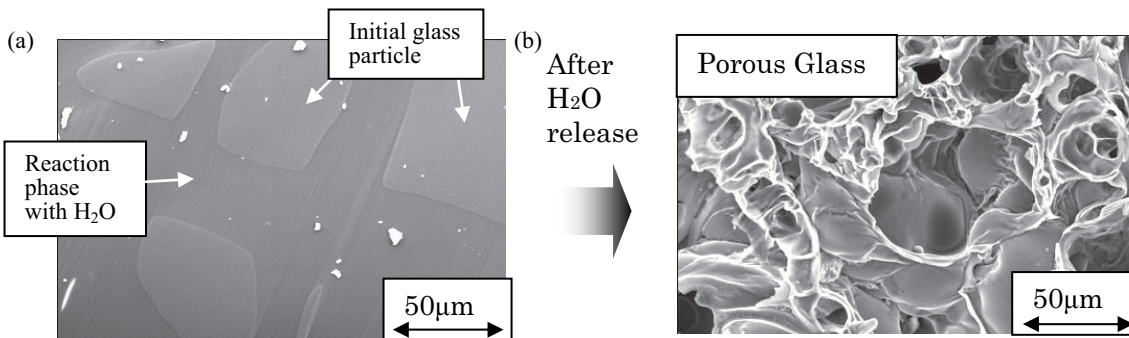 (a)
Initial glass
particle
Reaction
phase
with H₂O
50µm
(b)
After
H₂O
release
Porous Glass
50µm